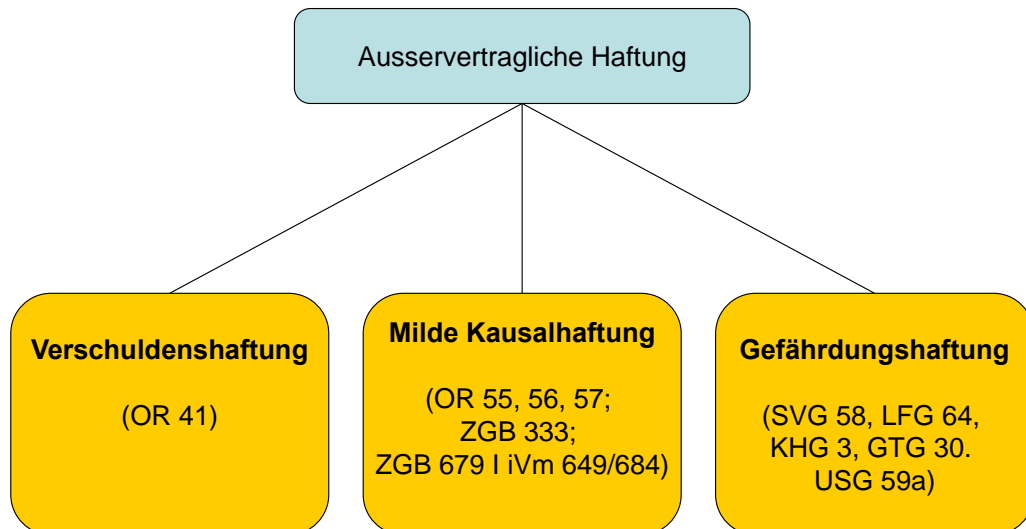 Ausservertragliche Haftung
Verschuldenshaftung
(OR 41)
Milde Kausalhaftung
(OR 55, 56, 57;
ZGB 333;
ZGB 679 I iVm 649/684)
Gefährdungshaftung
(SVG 58, LFG 64,
KHG 3, GTG 30.
USG 59a)